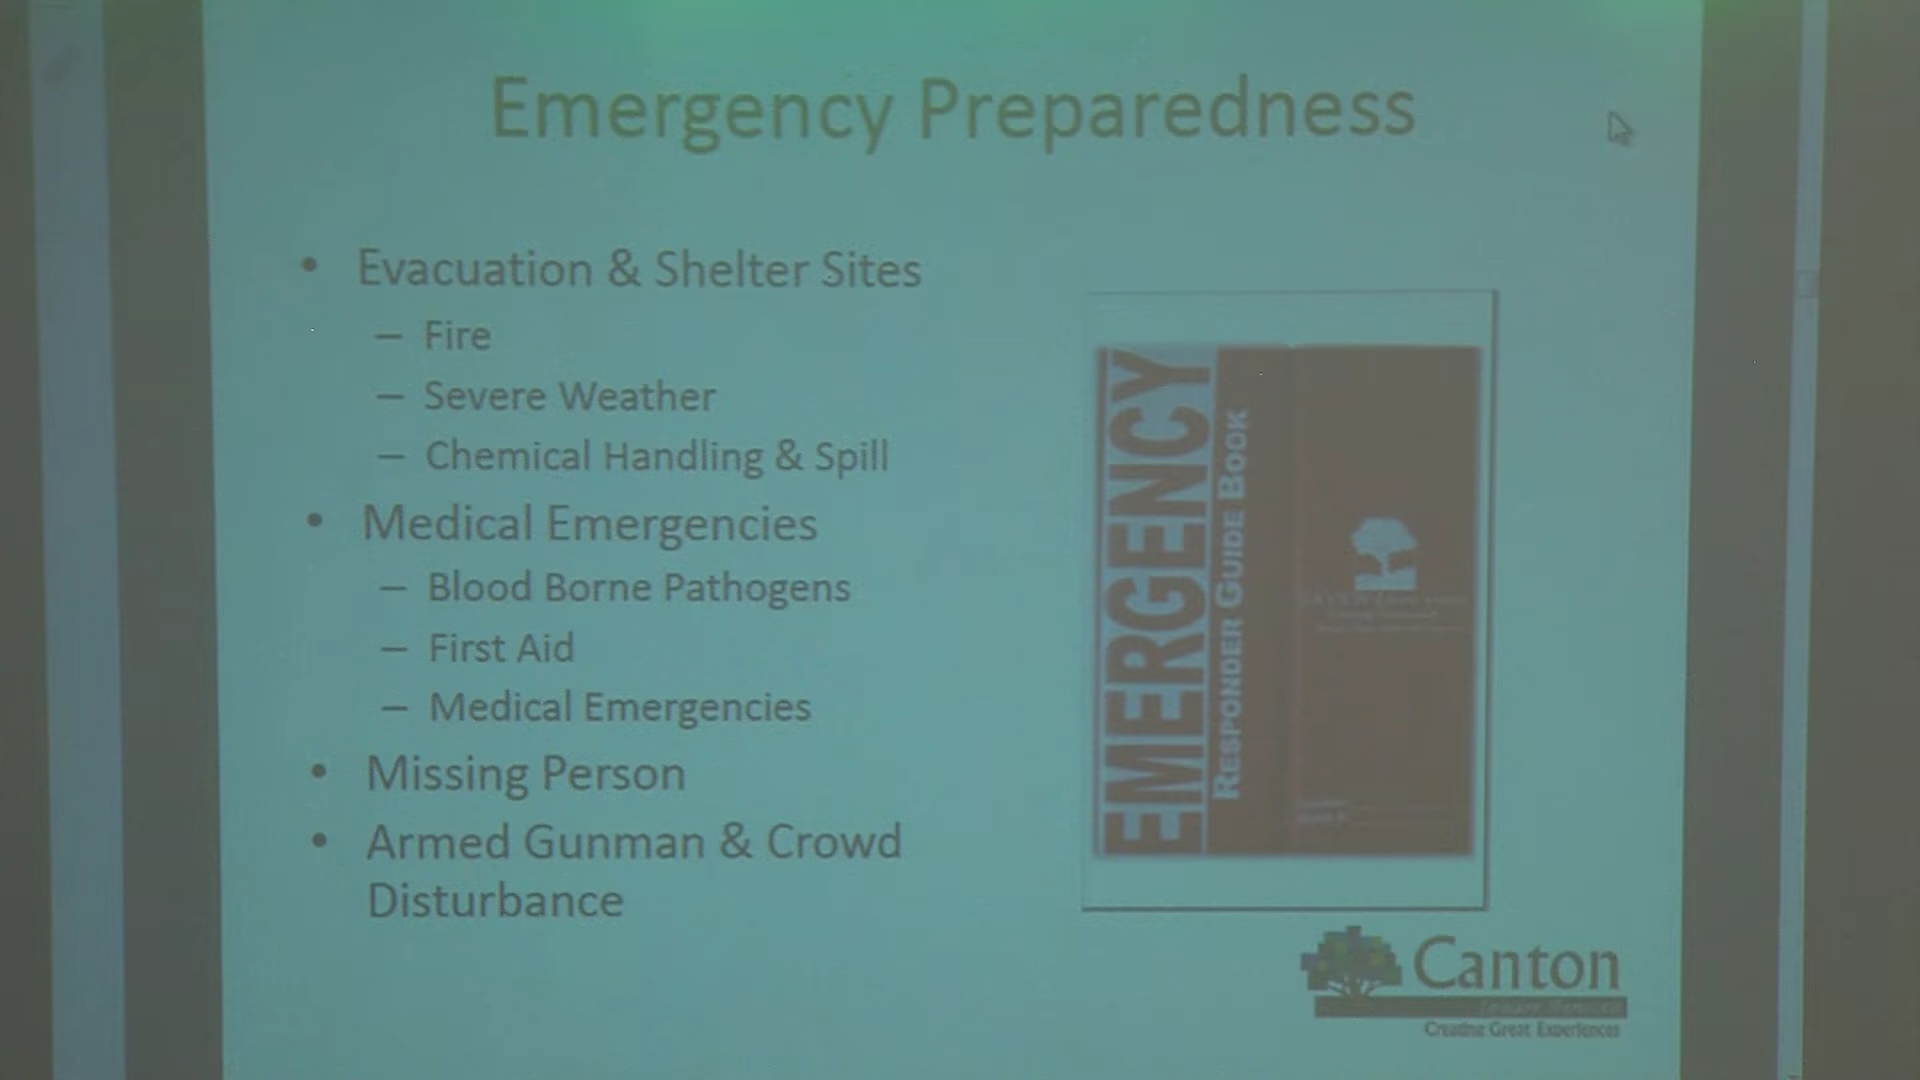 Emergency Preparedness
• Evacuation & Shelter Sites
– Fire
– Severe Weather
– Chemical Handling & Spill
• Medical Emergencies
– Blood Borne Pathogens
– First Aid
– Medical Emergencies
• Missing Person
• Armed Gunman & Crowd
Disturbance
EMERGENCY
RESPONDER GUIDE BOOK
Canton
Creating Great Experiences